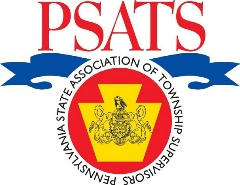 PSATS
PENNSYLVANIA STATE ASSOCIATION OF TOWNSHIP SUPERVISORS